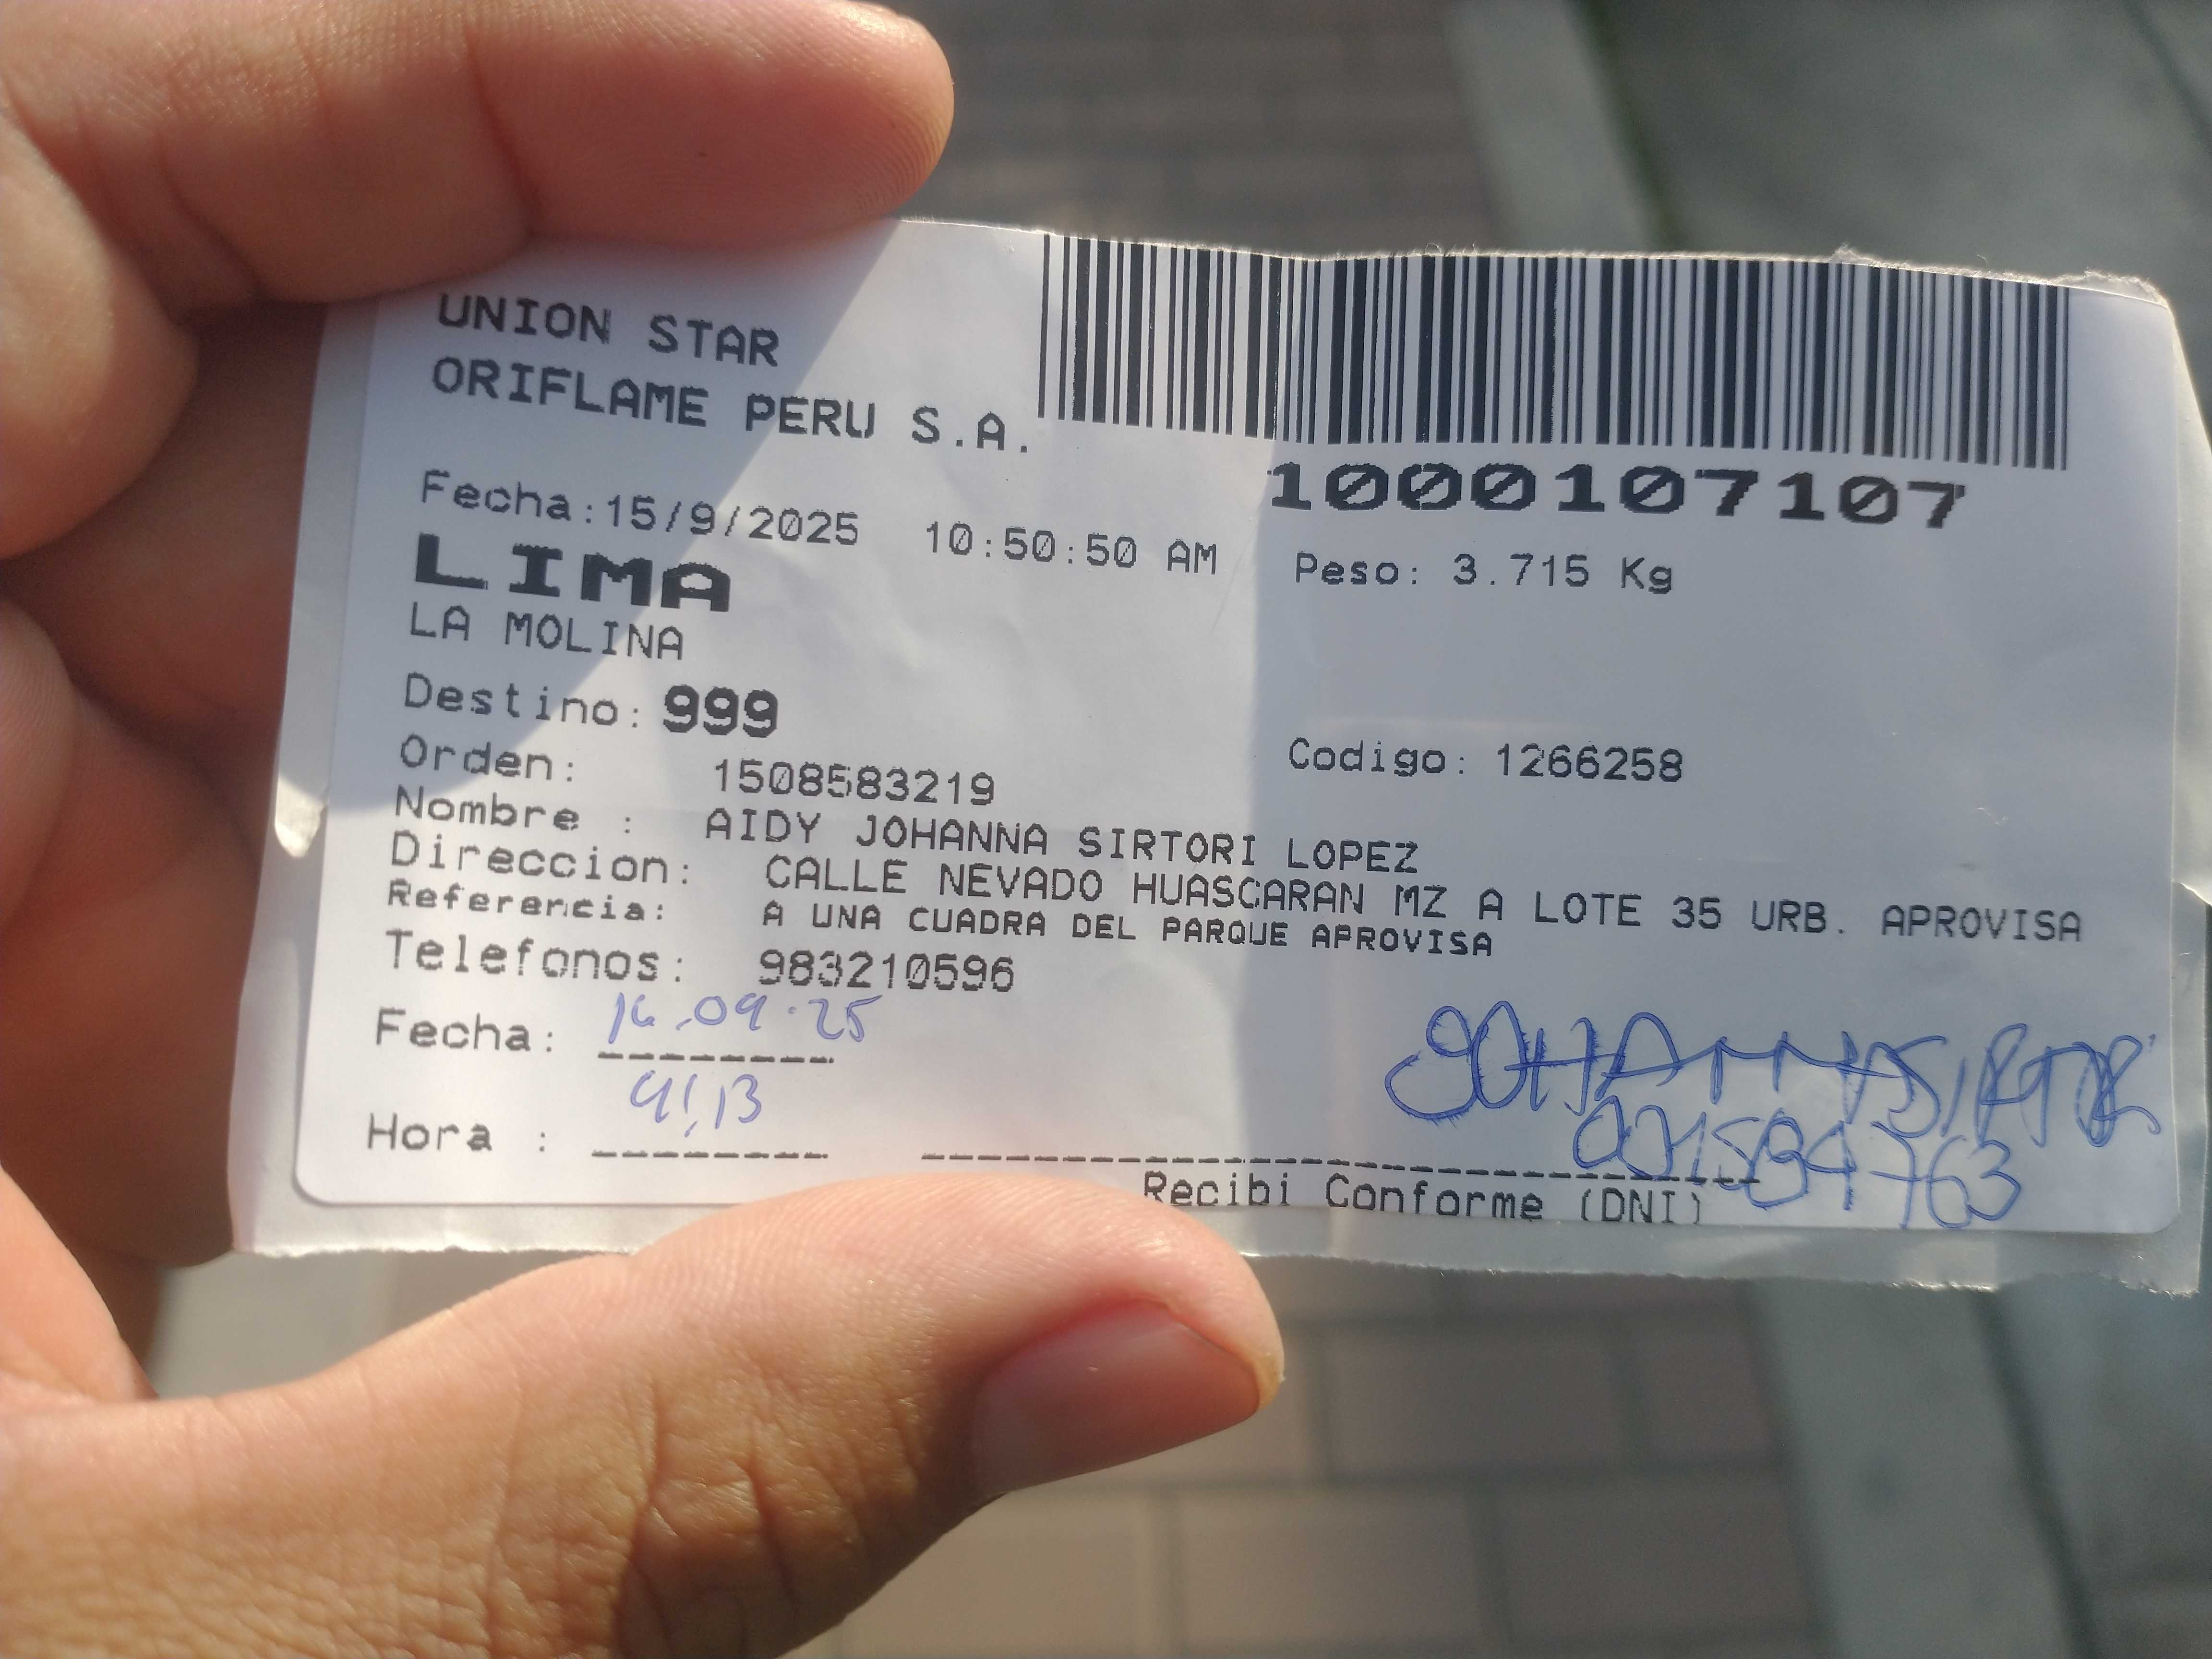 UNION STAR
ORIFLAME PERU S.A.
1000107107
Fecha:15/9/2025 10:50:50 AM
Peso: 3.715 Kg
LIMA
LA MOLINA
Destino: 999
Orden: 1508583219
Codigo: 1266258
Nombre : AIDY JOHANNA SIRTORI LOPEZ
Direccion: CALLE NEVADO HUASCARAN MZ A LOTE 35 URB. APROVISA
Referencia: A UNA CUADRA DEL PARQUE APROVISA
Telefonos: 983210596
Fecha: 16.09.25
JOHANNA SIRTORI
Hora :
Recibi Conforme (DNI)